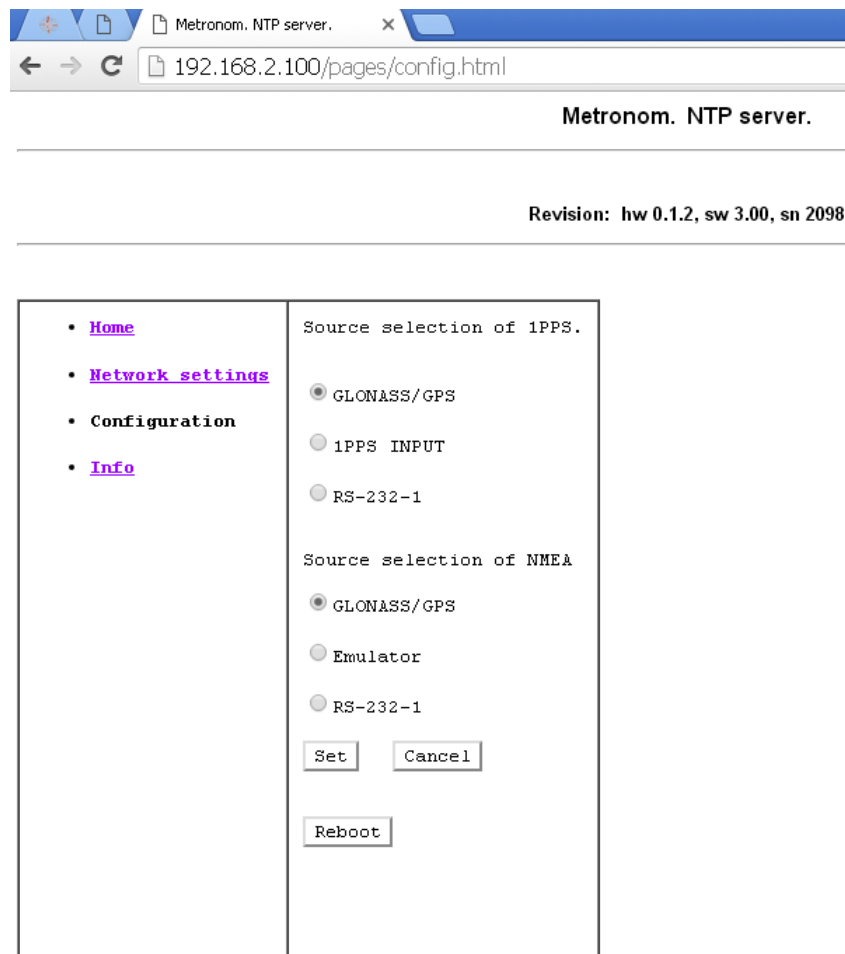 Metronom. NTP server.
192.168.2.100/pages/config.html
Metronom. NTP server.
Revision: hw 0.1.2, sw 3.00, sn 2098
Home
Network settings
Configuration
Info
Source selection of 1PPS.
GLONASS/GPS
1PPS INPUT
RS-232-1
Source selection of NMEA
GLONASS/GPS
Emulator
RS-232-1
Set Cancel
Reboot